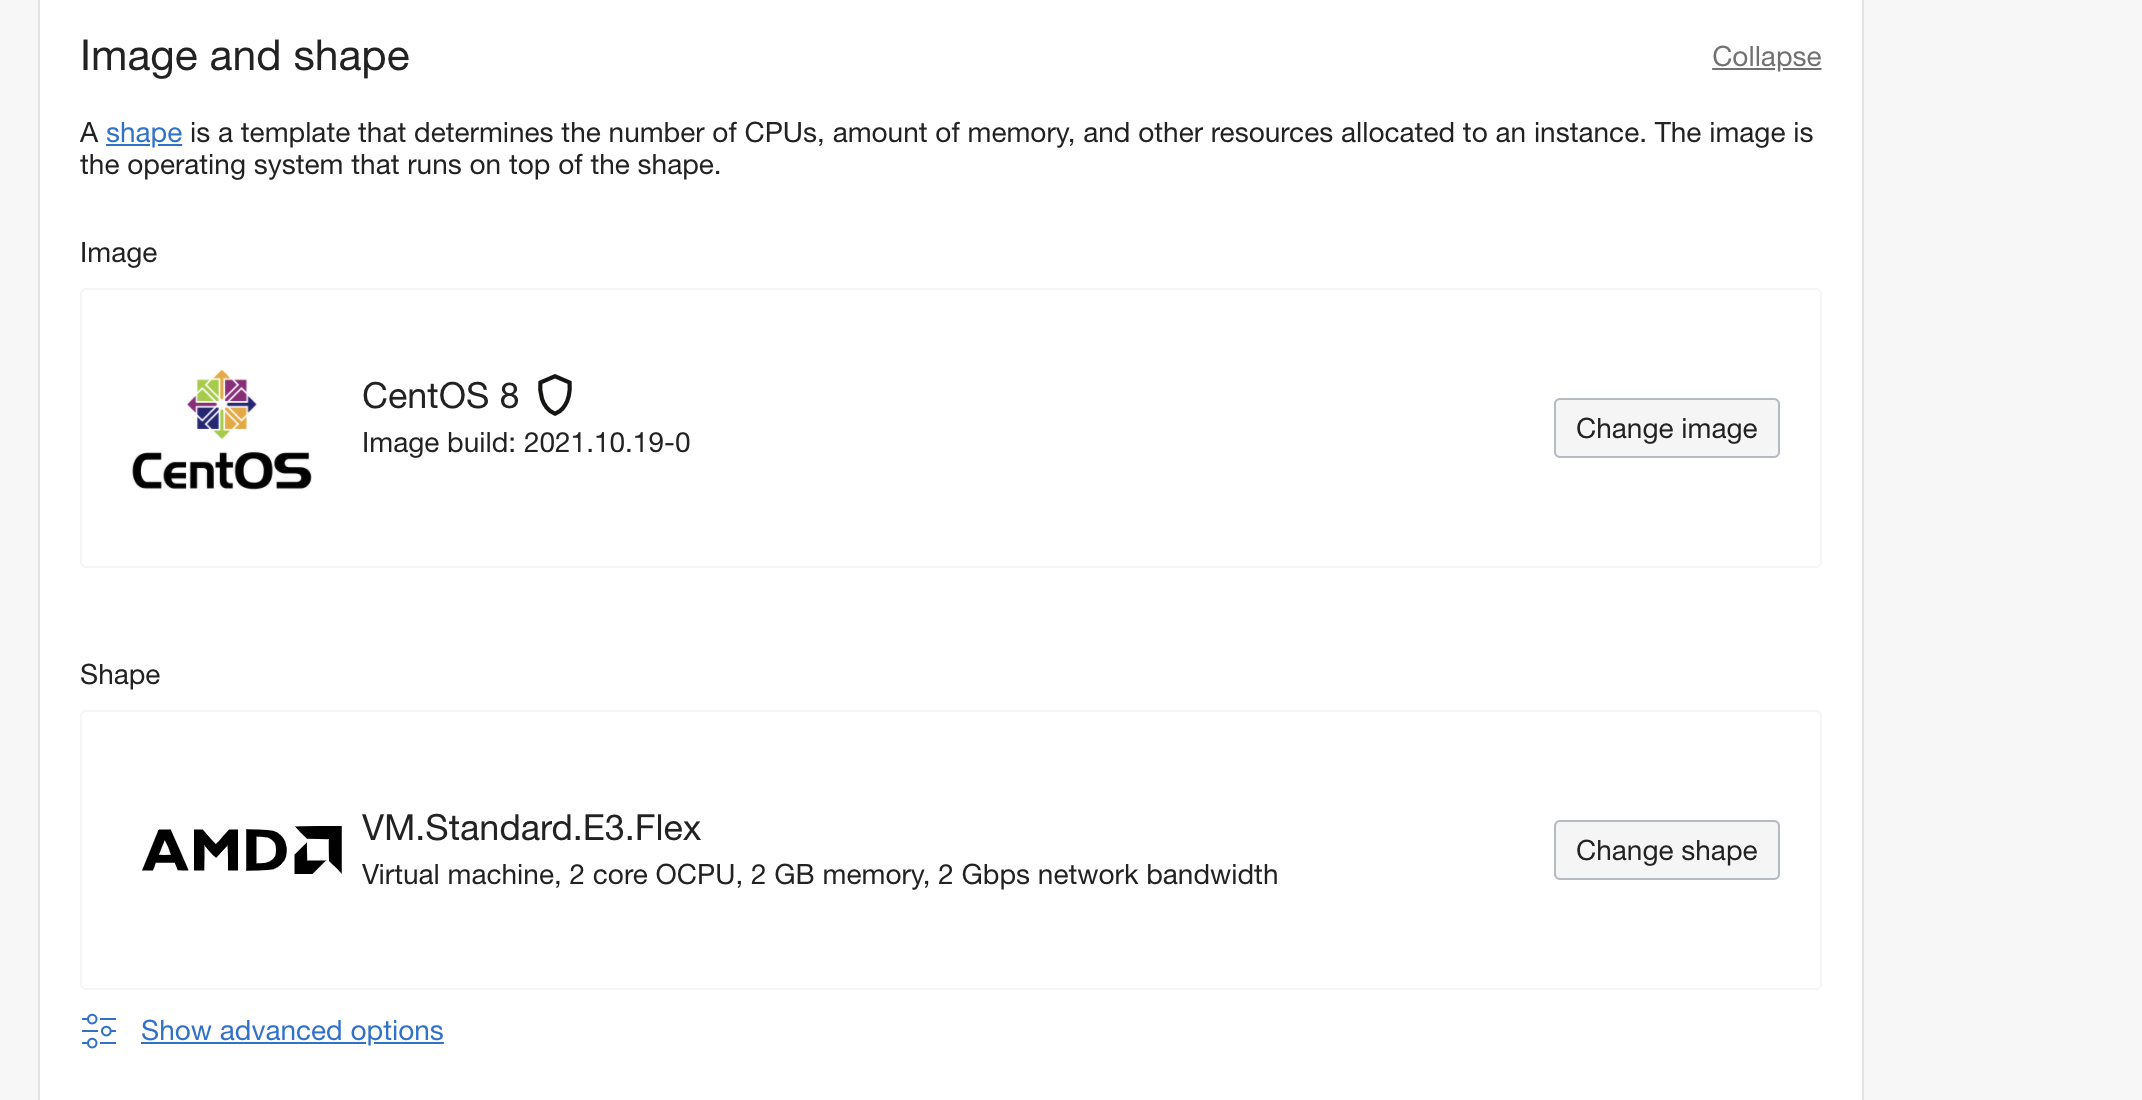 Image and shape
Collapse
A shape is a template that determines the number of CPUs, amount of memory, and other resources allocated to an instance. The image is
the operating system that runs on top of the shape.
Image
CentOS
CentOS 8
Image build: 2021.10.19-0
Change image
Shape
AMD
VM.Standard.E3.Flex
Virtual machine, 2 core OCPU, 2 GB memory, 2 Gbps network bandwidth
Change shape
Show advanced options